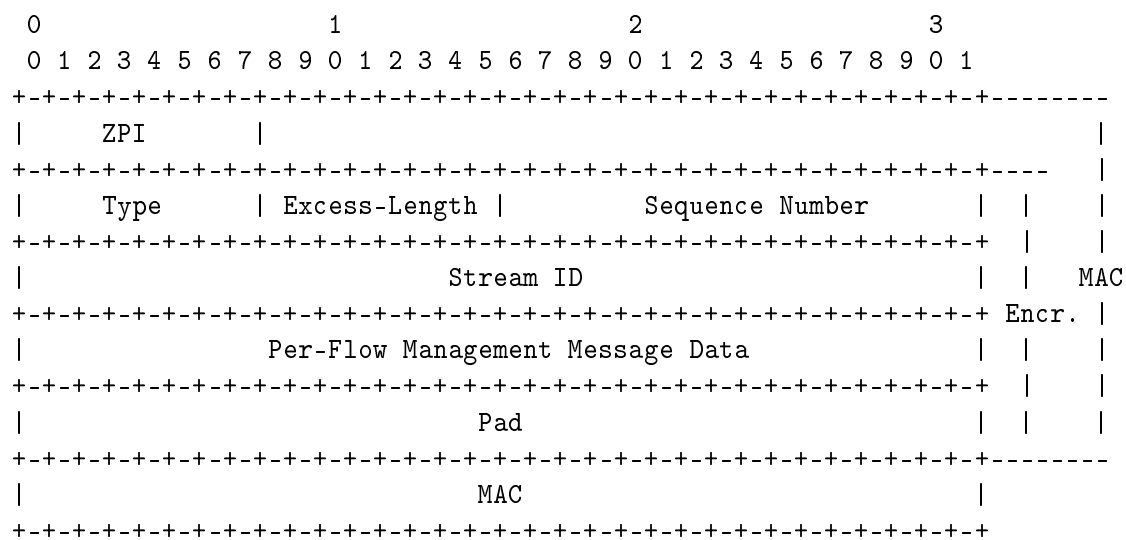 0                   1                   2                   3
 0 1 2 3 4 5 6 7 8 9 0 1 2 3 4 5 6 7 8 9 0 1 2 3 4 5 6 7 8 9 0 1
+-+-+-+-+-+-+-+-+-+-+-+-+-+-+-+-+-+-+-+-+-+-+-+-+-+-+-+-+-+-+-+-+--------
|     ZPI       |                                                       |
+-+-+-+-+-+-+-+-+-+-+-+-+-+-+-+-+-+-+-+-+-+-+-+-+-+-+-+-+-+-+-+-+----    |
|     Type      | Excess-Length |         Sequence Number       |  |    |
+-+-+-+-+-+-+-+-+-+-+-+-+-+-+-+-+-+-+-+-+-+-+-+-+-+-+-+-+-+-+-+-+  |    |
|                            Stream ID                          |  |   MAC
+-+-+-+-+-+-+-+-+-+-+-+-+-+-+-+-+-+-+-+-+-+-+-+-+-+-+-+-+-+-+-+-+ Encr. |
|                Per-Flow Management Message Data               |  |    |
+-+-+-+-+-+-+-+-+-+-+-+-+-+-+-+-+-+-+-+-+-+-+-+-+-+-+-+-+-+-+-+-+  |    |
|                              Pad                              |  |    |
+-+-+-+-+-+-+-+-+-+-+-+-+-+-+-+-+-+-+-+-+-+-+-+-+-+-+-+-+-+-+-+-+--------
|                              MAC                              |
+-+-+-+-+-+-+-+-+-+-+-+-+-+-+-+-+-+-+-+-+-+-+-+-+-+-+-+-+-+-+-+-+